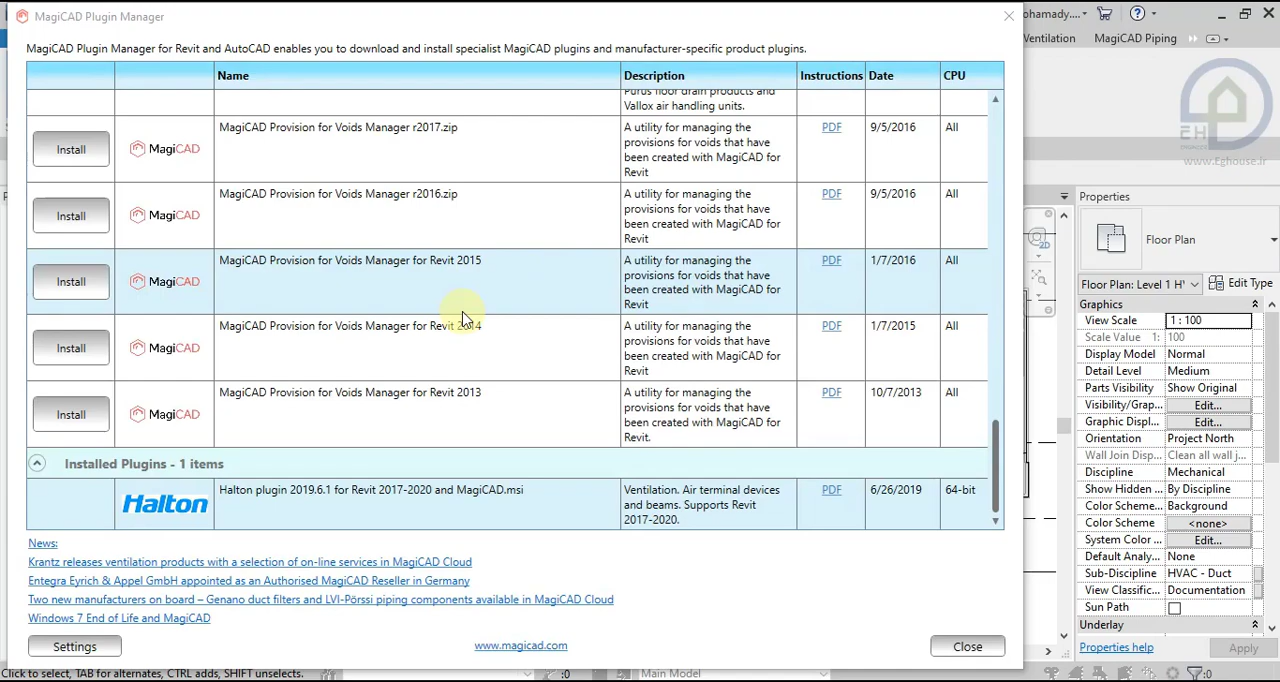 MagiCAD Plugin Manager
ohamady...
MagiCAD Plugin Manager for Revit and AutoCAD enables you to download and install specialist MagiCAD plugins and manufacturer-specific product plugins.
entilation MagiCAD Piping
Name Description Instructions Date CPU
Purus floor drain products and
Vallox air handling units.
Install MagiCAD MagiCAD Provision for Voids Manager r2017.zip PDF 9/5/2016 All
A utility for managing the
provisions for voids that have
been created with MagiCAD for
Revit
Install MagiCAD MagiCAD Provision for Voids Manager r2016.zip PDF 9/5/2016 All
A utility for managing the
provisions for voids that have
been created with MagiCAD for
Revit
Install MagiCAD MagiCAD Provision for Voids Manager for Revit 2015 PDF 1/7/2016 All
A utility for managing the
provisions for voids that have
been created with MagiCAD for
Revit
Install MagiCAD MagiCAD Provision for Voids Manager for Revit 2014 PDF 1/7/2015 All
A utility for managing the
provisions for voids that have
been created with MagiCAD for
Revit
Install MagiCAD MagiCAD Provision for Voids Manager for Revit 2013 PDF 10/7/2013 All
A utility for managing the
provisions for voids that have
been created with MagiCAD for
Revit.
Installed Plugins - 1 items
Halton Halton plugin 2019.6.1 for Revit 2017-2020 and MagiCAD.msi PDF 6/26/2019 64-bit
Ventilation. Air terminal devices
and beams. Supports Revit
2017-2020.
News:
Krantz releases ventilation products with a selection of on-line services in MagiCAD Cloud
Entegra Eyrich & Appel GmbH appointed as an Authorised MagiCAD Reseller in Germany
Two new manufacturers on board – Genano duct filters and LVI-Pörssi piping components available in MagiCAD Cloud
Windows 7 End of Life and MagiCAD
Settings www.magicad.com Close
Click to select, TAB for alternates, CTRL adds, SHIFT unselects. :0 Main Model :0
EH
www.Eghouse.ir
Properties
2D
Floor Plan
Floor Plan: Level 1 H' Edit Type
Graphics
View Scale 1 : 100
Scale Value 1: 100
Display Model Normal
Detail Level Medium
Parts Visibility Show Original
Visibility/Grap... Edit...
Graphic Displ... Edit...
Orientation Project North
Wall Join Disp... Clean all wall j...
Discipline Mechanical
Show Hidden ... By Discipline
Color Scheme... Background
Color Scheme <none>
System Color ... Edit...
Default Analy... None
Sub-Discipline HVAC - Duct
View Classific... Documentation
Sun Path
Underlay
Properties help Apply